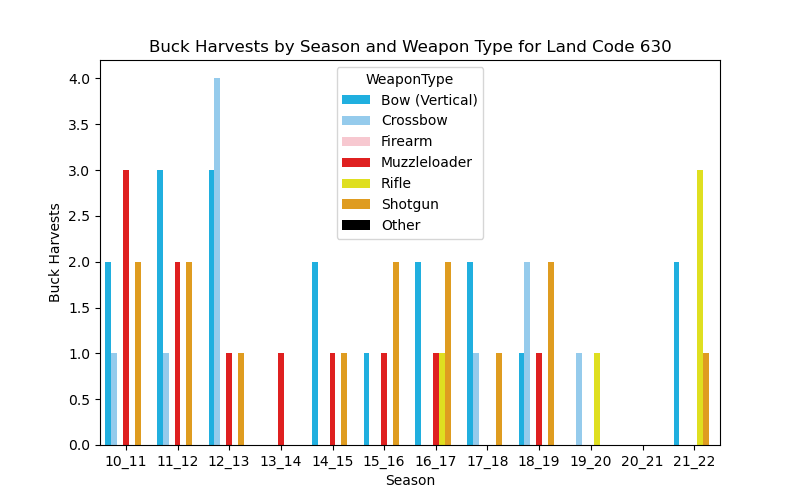 Buck Harvests by Season and Weapon Type for Land Code 630
WeaponType
Bow (Vertical)
Crossbow
Firearm
Muzzleloader
Rifle
Shotgun
Other
Buck Harvests
4.0
3.5
3.0
2.5
2.0
1.5
1.0
0.5
0.0
10_11 11_12 12_13 13_14 14_15 15_16 16_17 17_18 18_19 19_20 20_21 21_22
Season